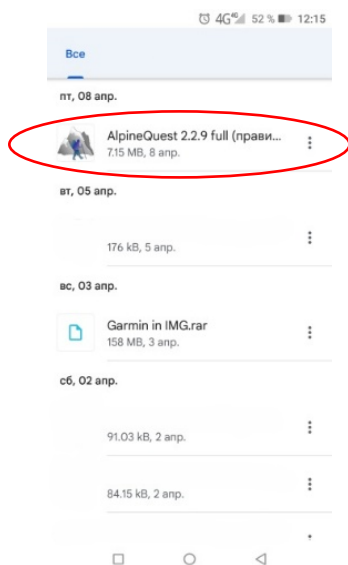 4G 52 % 12:15
Все
пт, 08 апр.
AlpineQuest 2.2.9 full (прави...
7.15 MB, 8 апр.
вт, 05 апр.
176 kB, 5 апр.
вс, 03 апр.
Garmin in IMG.rar
158 MB, 3 апр.
сб, 02 апр.
91.03 kB, 2 апр.
84.15 kB, 2 апр.